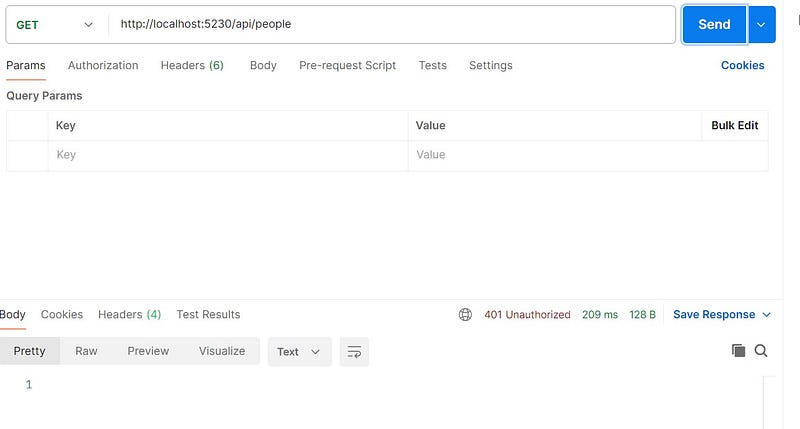 GET http://localhost:5230/api/people Send
Params Authorization Headers (6) Body Pre-request Script Tests Settings Cookies
Query Params
Key Value Bulk Edit
Key Value
Body Cookies Headers (4) Test Results 401 Unauthorized 209 ms 128 B Save Response
Pretty Raw Preview Visualize Text
1